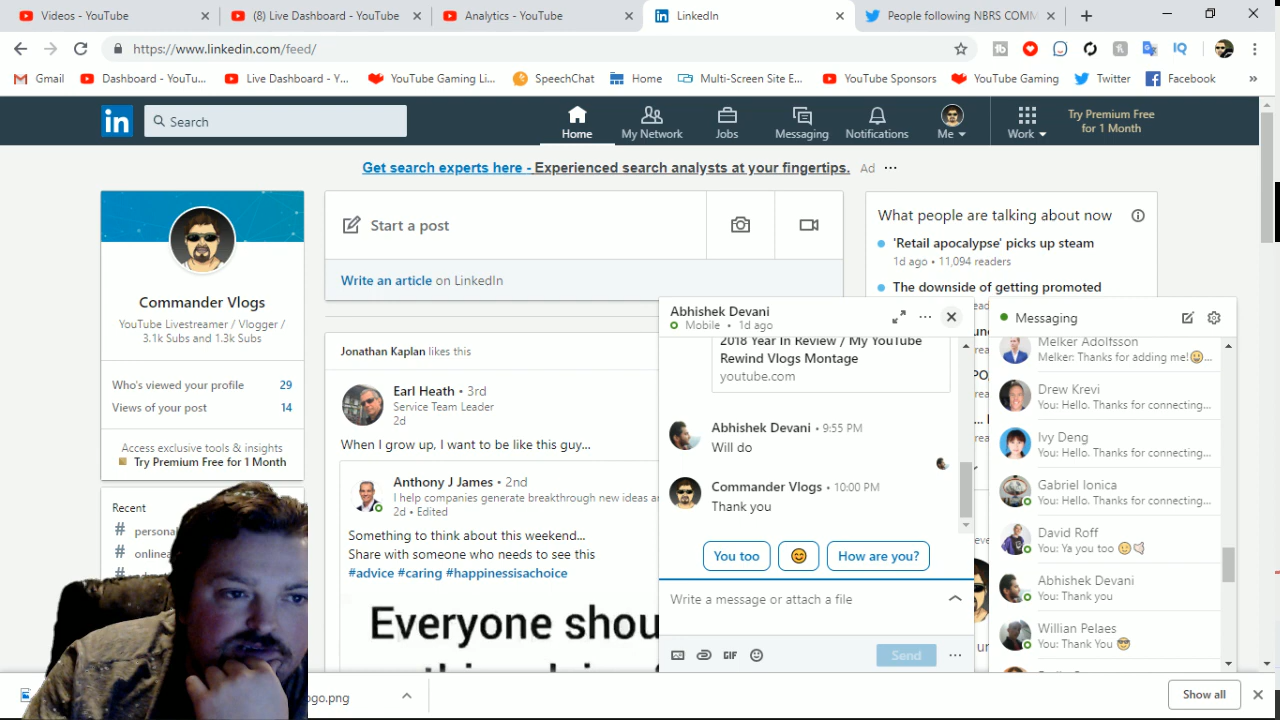 Videos - YouTube
(8) Live Dashboard - YouTube
Analytics - YouTube
LinkedIn
People following NBRS COMM
https://www.linkedin.com/feed/
Gmail
Dashboard - YouTu...
Live Dashboard - Y...
YouTube Gaming Li...
SpeechChat
Home
Multi-Screen Site E...
YouTube Sponsors
YouTube Gaming
Twitter
Facebook
»
in
Search
Home
My Network
Jobs
Messaging
Notifications
Me
Work
Try Premium Free
for 1 Month
Get search experts here - Experienced search analysts at your fingertips. Ad ...
Commander Vlogs
YouTube Livestreamer / Vlogger /
3.1k Subs and 1.3k Subs
Who's viewed your profile 29
Views of your post 14
Access exclusive tools & insights
Try Premium Free for 1 Month
Recent
# personal
# onlinea
#
Start a post
Write an article on LinkedIn
Jonathan Kaplan likes this
Earl Heath • 3rd
Service Team Leader
2d
When I grow up, I want to be like this guy...
Anthony J James • 2nd
I help companies generate breakthrough new ideas a
2d • Edited
Something to think about this weekend...
Share with someone who needs to see this
#advice #caring #happinessisachoice
Everyone shou
What people are talking about now
'Retail apocalypse' picks up steam
1d ago • 11,094 readers
The downside of getting promoted
Abhishek Devani
Mobile • 1d ago
2018 Year In Review / My YouTube
Rewind Vlogs Montage
youtube.com
Abhishek Devani • 9:55 PM
Will do
Commander Vlogs • 10:00 PM
Thank you
You too
😊
How are you?
Write a message or attach a file
GIF
Send
...
Messaging
Melker Adolfsson
Melker: Thanks for adding me!😉...
Drew Krevi
You: Hello. Thanks for connecting...
Ivy Deng
You: Hello. Thanks for connecting...
Gabriel Ionica
You: Hello. Thanks for connecting...
David Roff
You: Ya you too
Abhishek Devani
You: Thank you
Willian Pelaes
You: Thank You 😎
ogo.png
Show all